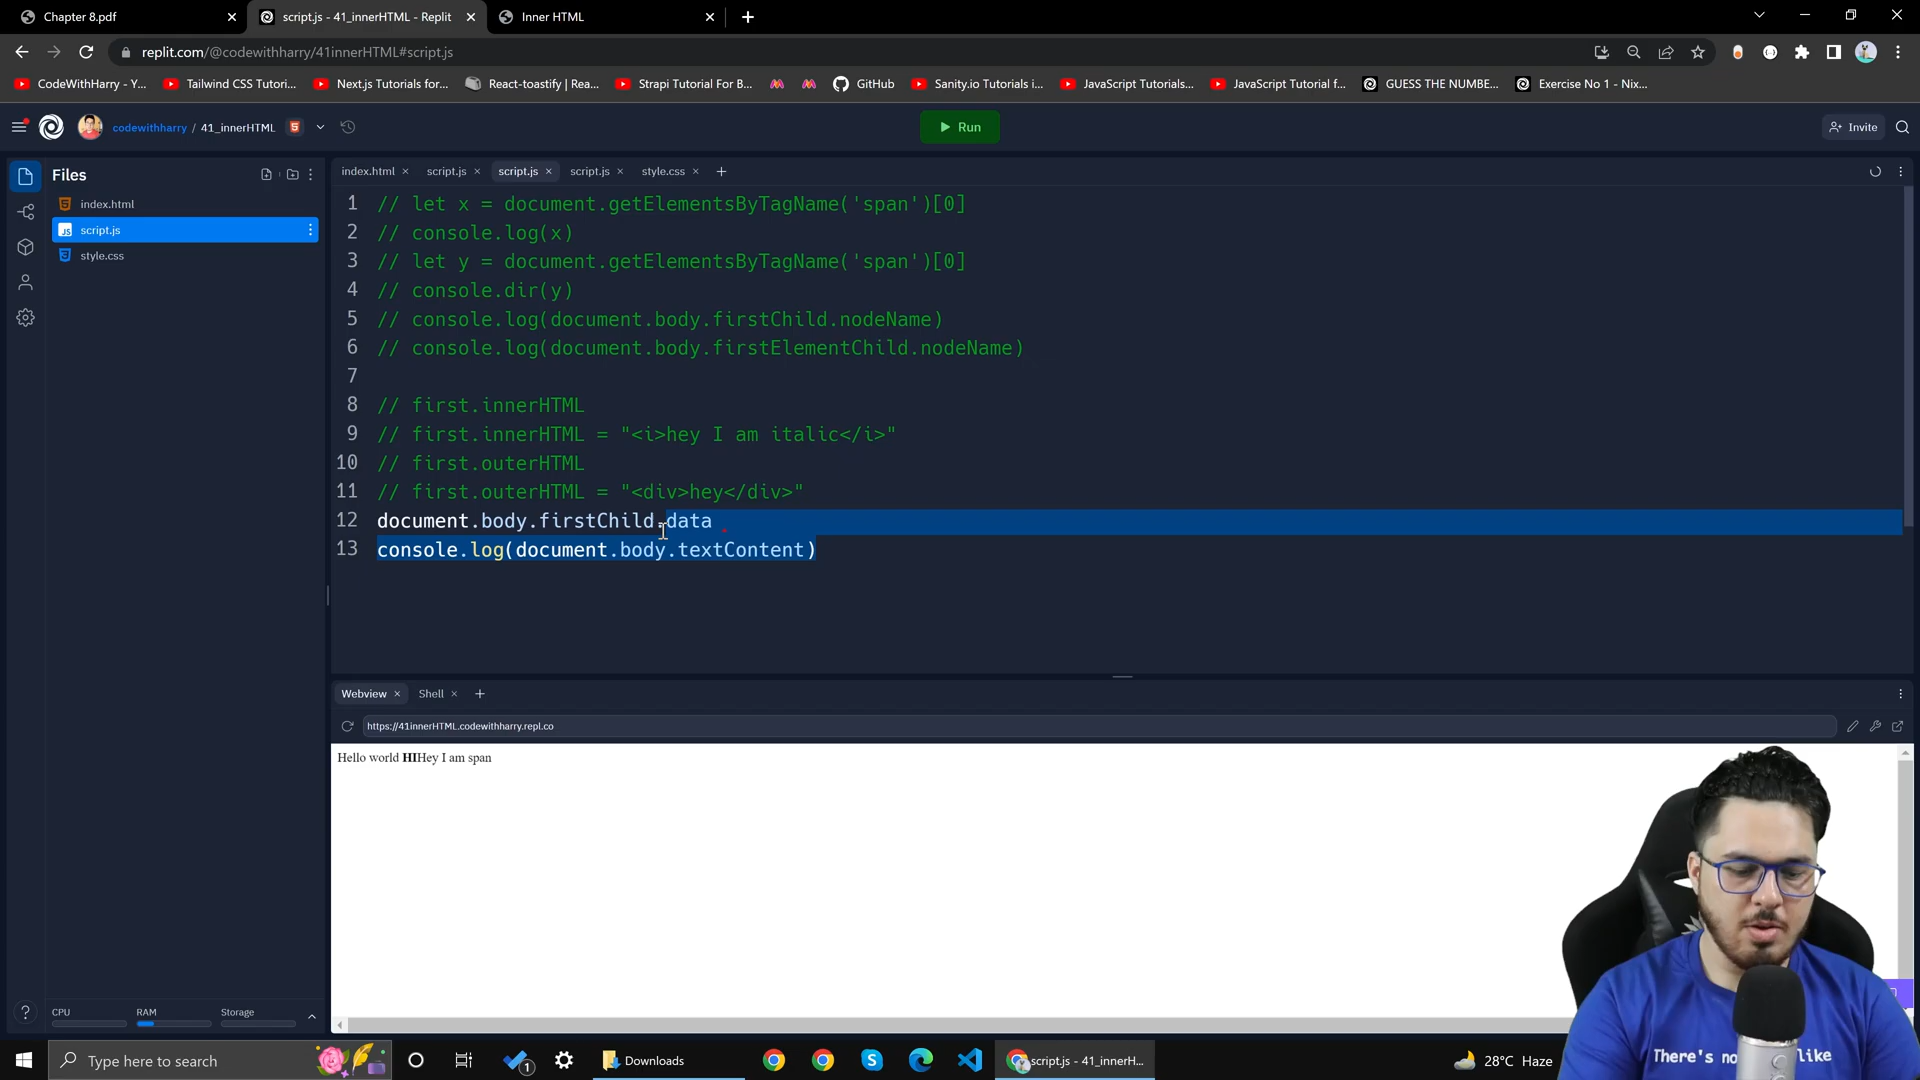 Chapter 8.pdf
script.js - 41_innerHTML - Replit
Inner HTML
replit.com/@codewithharry/41innerHTML#script.js
CodeWithHarry - Y...
Tailwind CSS Tutori...
Next.js Tutorials for...
React-toastify | Rea...
Strapi Tutorial For B...
GitHub
Sanity.io Tutorials i...
JavaScript Tutorials...
JavaScript Tutorial f...
GUESS THE NUMBE...
Exercise No 1 - Nix...
codewithharry / 41_innerHTML
Run
Invite
Files
index.html
script.js
style.css
index.html
script.js
script.js
script.js
style.css
1 // let x = document.getElementsByTagName('span')[0]
2 // console.log(x)
3 // let y = document.getElementsByTagName('span')[0]
4 // console.dir(y)
5 // console.log(document.body.firstChild.nodeName)
6 // console.log(document.body.firstElementChild.nodeName)
7
8 // first.innerHTML
9 // first.innerHTML = "<i>hey I am italic</i>"
10 // first.outerHTML
11 // first.outerHTML = "<div>hey</div>"
12 document.body.firstChild.data
13 console.log(document.body.textContent)
Webview
Shell
https://41innerHTML.codewithharry.repl.co
Hello world HIHey I am span
CPU
RAM
Storage
There's no
like
Type here to search
1
Downloads
script.js - 41_innerH...
28°C Haze